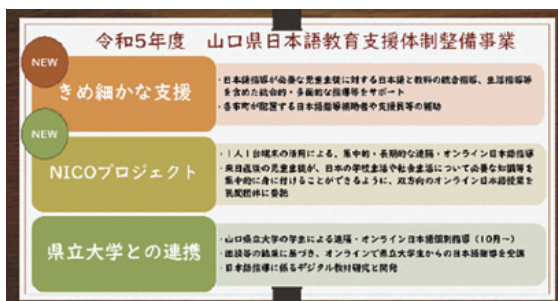 令和5年度　山口県日本語教育支援体制整備事業
NEW
きめ細かな支援
・日本語指導が必要な児童生徒に対する日本語と教科の統合指導、生活指導等
を含めた総合的・多面的な指導等をサポート
・各市町が配置する日本語指導補助者や支援員等の補助
NEW
NICOプロジェクト
・1人1台端末の活用による、集中的・長期的な遠隔・オンライン日本語指導
・来日直後の児童生徒が、日本の学校生活や社会生活について必要な知識等を
集中的に身に付けることができるように、双方向のオンライン日本語授業を
民間団体に委託
県立大学との連携
・山口県立大学の学生による遠隔・オンライン日本語個別指導（10月～）
・面談等の結果に基づき、オンラインで県立大学生からの日本語指導を受講
・日本語指導に係るデジタル教材研究と開発